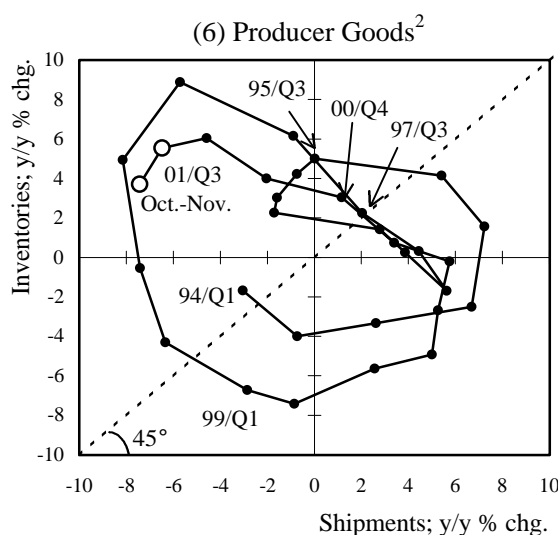 (6) Producer Goods2
Inventories; y/y % chg.
10
8
6
4
2
0
-2
-4
-6
-8
-10
95/Q3
00/Q4
97/Q3
01/Q3
Oct.-Nov.
94/Q1
99/Q1
45°
-10 -8 -6 -4 -2 0 2 4 6 8 10
Shipments; y/y % chg.